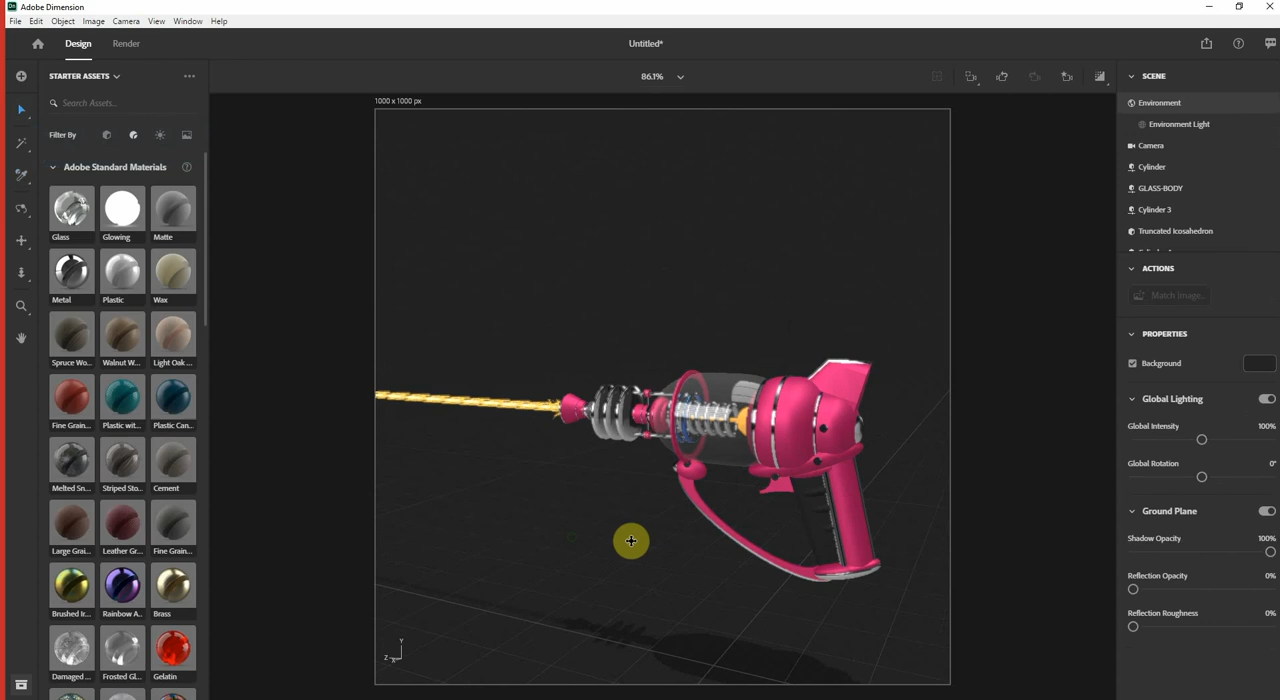 Dn Adobe Dimension
File Edit Object Image Camera View Window Help
Design Render Untitled*
STARTER ASSETS
86.1%
Search Assets...
Filter By
1000 x 1000 px
Adobe Standard Materials
Glass Glowing Matte
Metal Plastic Wax
Spruce Wo... Walnut W... Light Oak ...
Fine Grain... Plastic wit... Plastic Can...
Melted Sn... Striped Sto... Cement
Large Grai... Leather Gr... Fine Grain...
Brushed Ir... Rainbow A... Brass
Damaged ... Frosted Gl... Gelatin
Y
Z X
SCENE
Environment
Environment Light
Camera
Cylinder
GLASS-BODY
Cylinder 3
Truncated Icosahedron
ACTIONS
Match Image...
PROPERTIES
Background
Global Lighting
Global Intensity 100%
Global Rotation 0°
Ground Plane
Shadow Opacity 100%
Reflection Opacity 0%
Reflection Roughness 0%